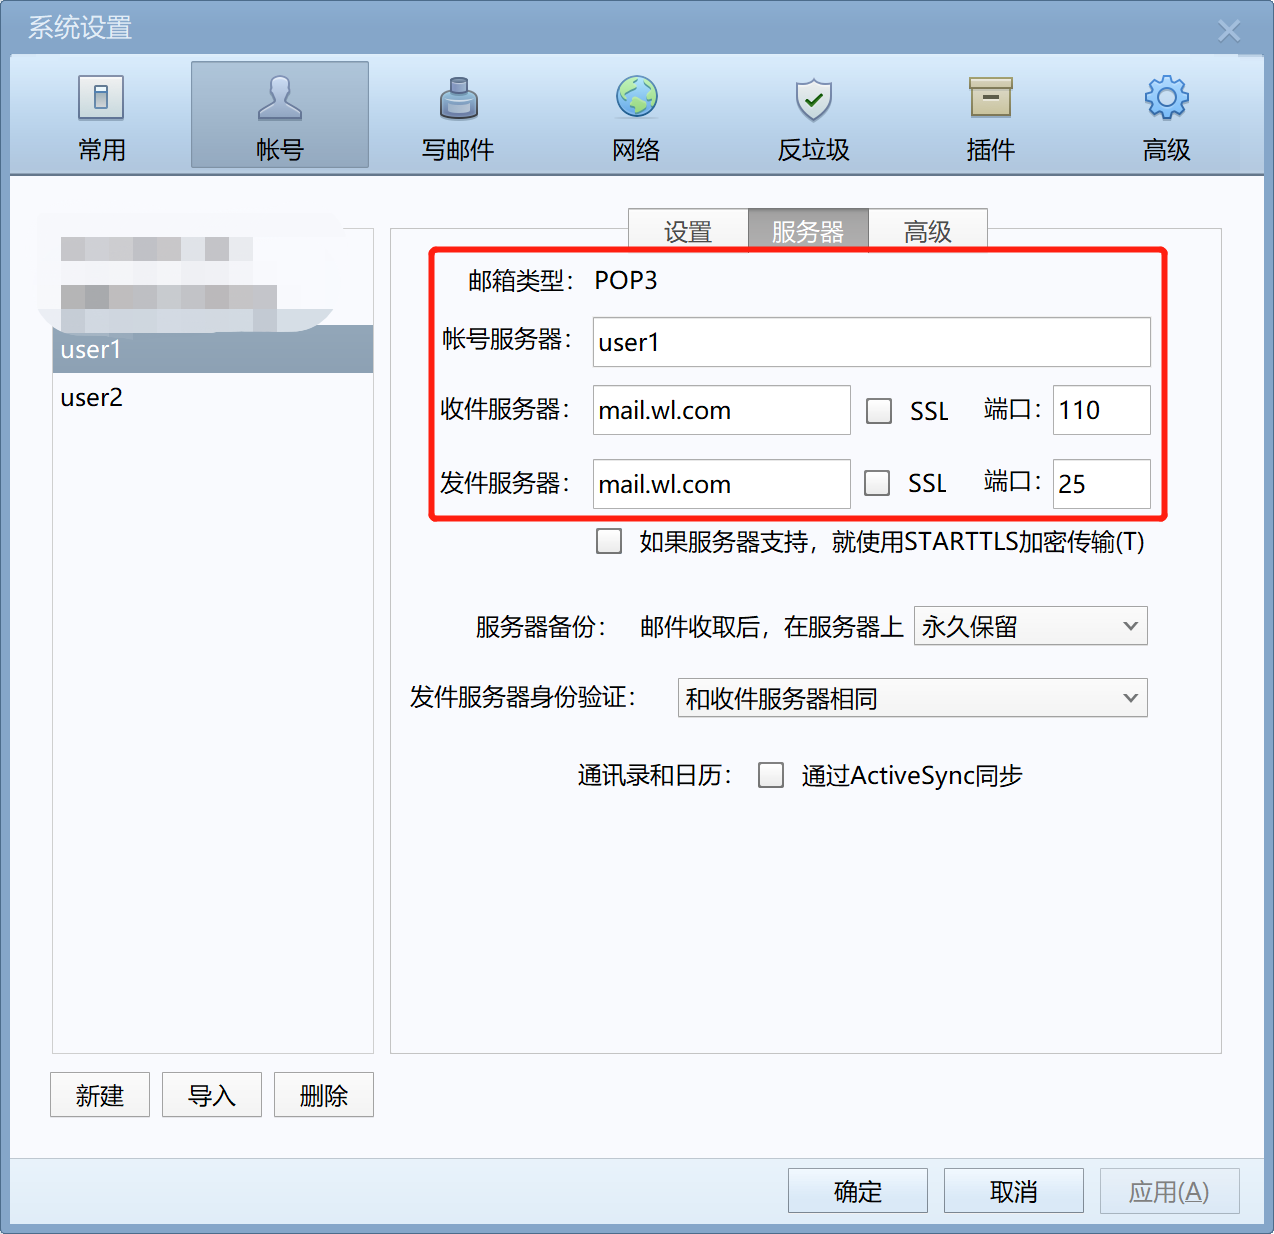 系统设置
常用
帐号
写邮件
网络
反垃圾
插件
高级
设置
服务器
高级
邮箱类型： POP3
帐号服务器： user1
收件服务器： mail.wl.com SSL 端口： 110
发件服务器： mail.wl.com SSL 端口： 25
如果服务器支持，就使用STARTTLS加密传输(T)
服务器备份： 邮件收取后，在服务器上 永久保留
发件服务器身份验证： 和收件服务器相同
通讯录和日历： 通过ActiveSync同步
user1
user2
新建
导入
删除
确定
取消
应用(A)